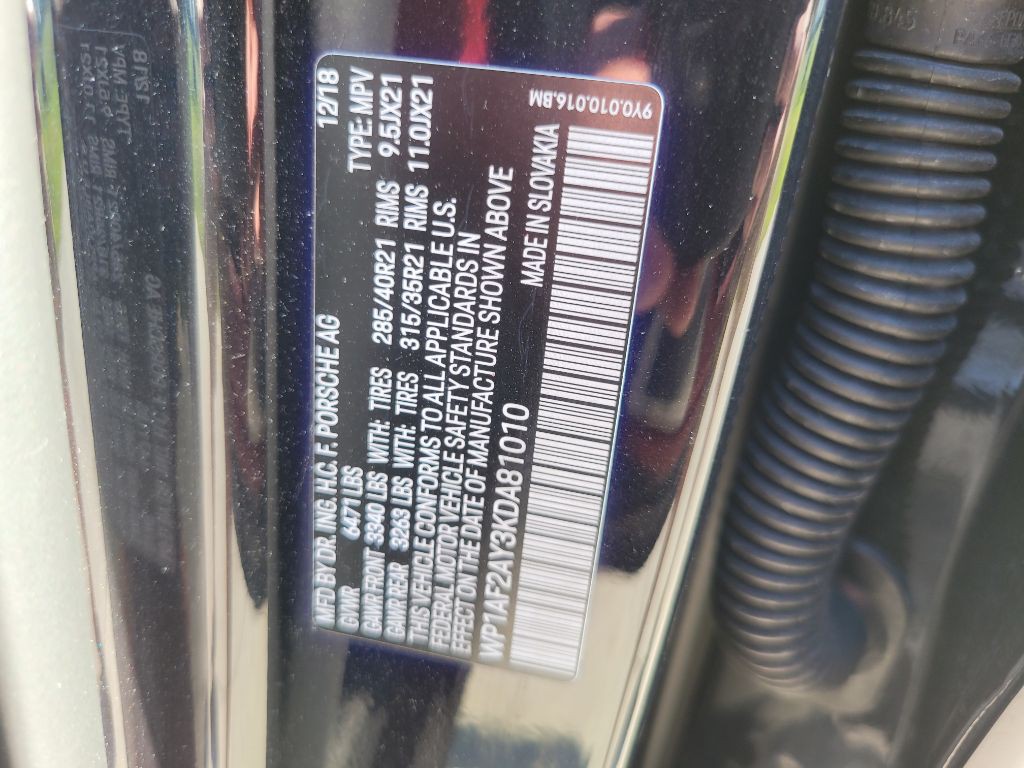 MFD BY DR. ING. H.C. F. PORSCHE AG 12/18
GVWR 6471 LBS TYPE: MPV
GAWR FRONT 3340 LBS WITH: TIRES 285/40R21 RIMS 9.5JX21
GAWR REAR 3263 LBS WITH: TIRES 315/35R21 RIMS 11.0JX21
THIS VEHICLE CONFORMS TO ALL APPLICABLE U.S.
FEDERAL MOTOR VEHICLE SAFETY STANDARDS IN
EFFECT ON THE DATE OF MANUFACTURE SHOWN ABOVE
WP1AF2AY3KDA81010 MADE IN SLOVAKIA
9Y0.010.016.BM